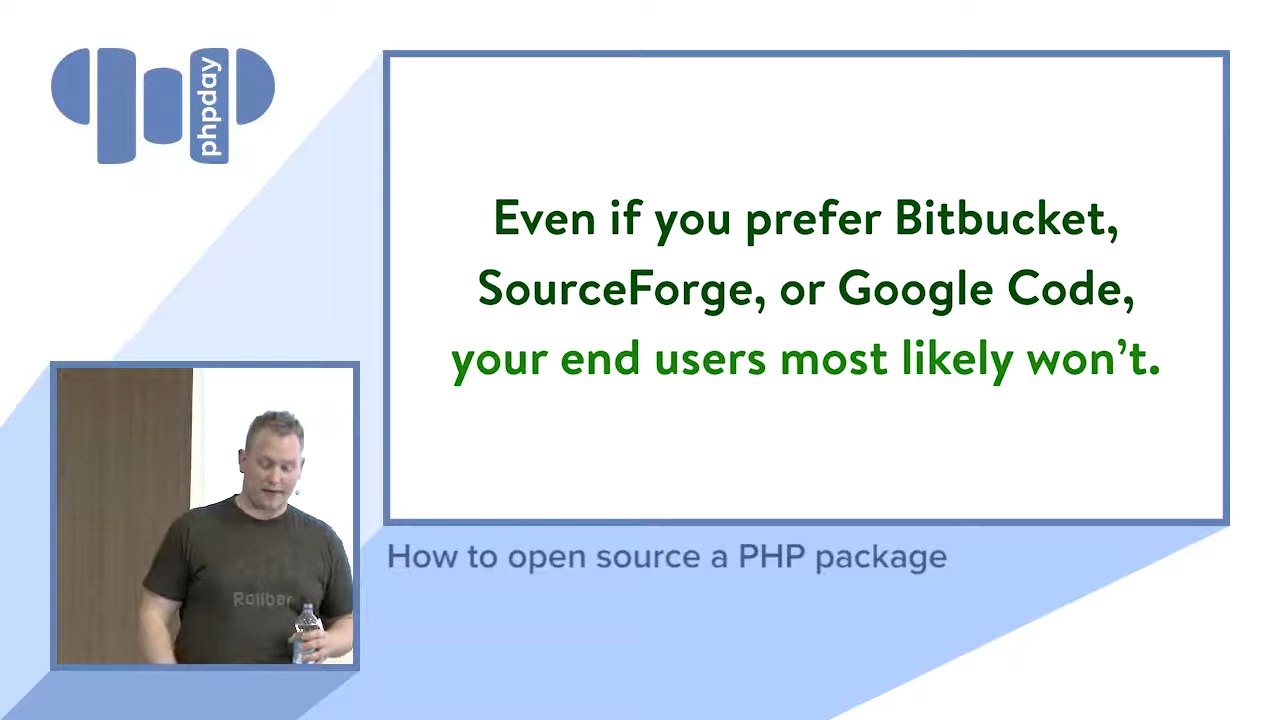 phpday
Even if you prefer Bitbucket,
SourceForge, or Google Code,
your end users most likely won’t.
How to open source a PHP package
Rollbar